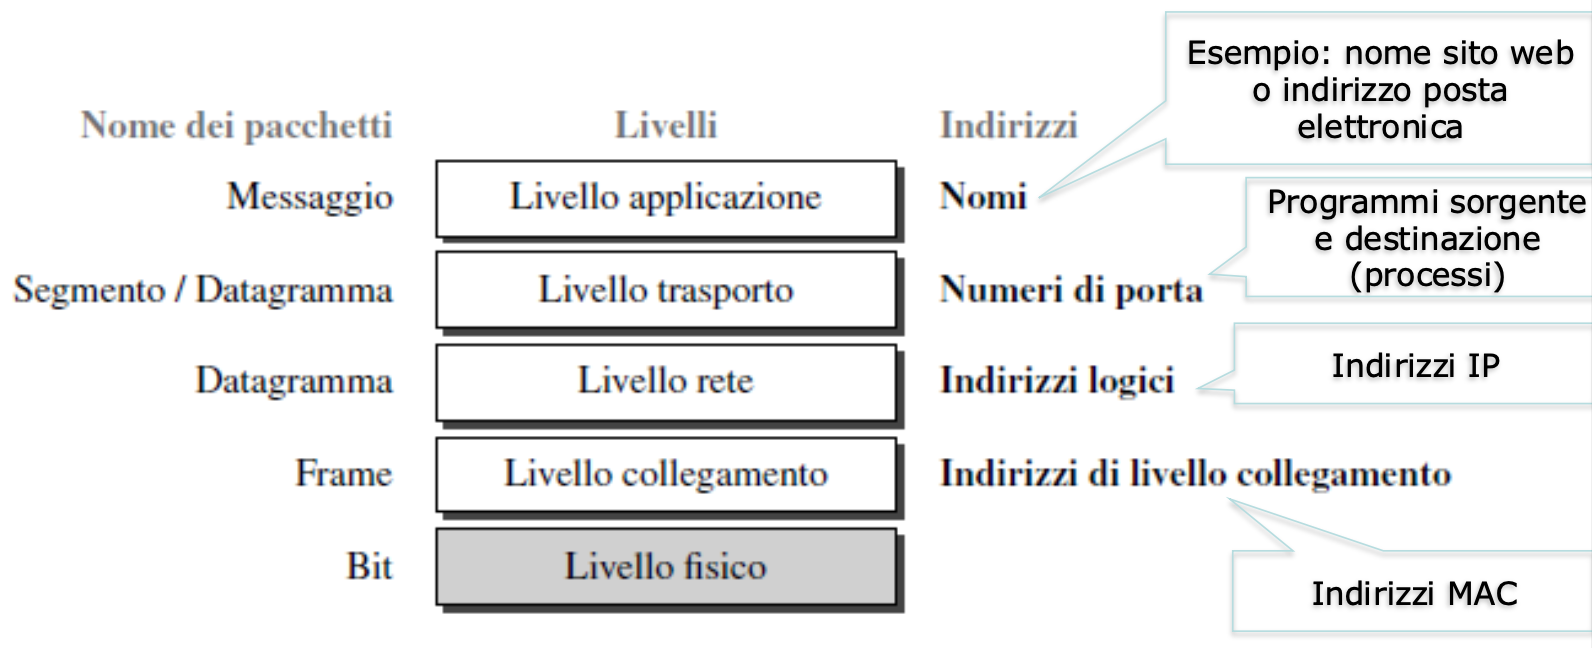 Esempio: nome sito web
o indirizzo posta
elettronica
Nome dei pacchetti Livelli Indirizzi
Messaggio Livello applicazione Nomi
Programmi sorgente
e destinazione
(processi)
Segmento / Datagramma Livello trasporto Numeri di porta
Indirizzi IP
Datagramma Livello rete Indirizzi logici
Frame Livello collegamento Indirizzi di livello collegamento
Bit Livello fisico
Indirizzi MAC